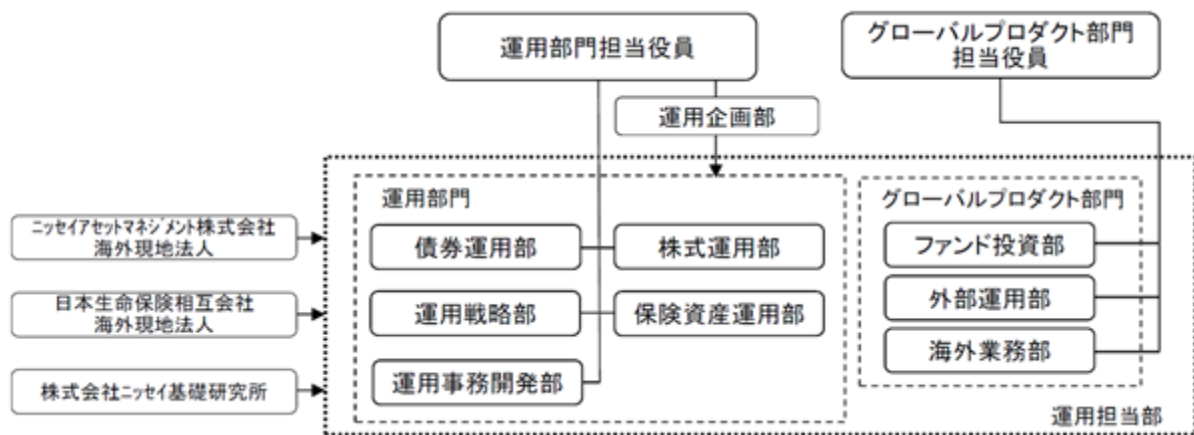 運用部門担当役員
グローバルプロダクト部門
担当役員
運用企画部
運用部門
グローバルプロダクト部門
ニッセイアセットマネジメント株式会社
海外現地法人
債券運用部
株式運用部
ファンド投資部
日本生命保険相互会社
海外現地法人
運用戦略部
保険資産運用部
外部運用部
海外業務部
株式会社ニッセイ基礎研究所
運用事務開発部
運用担当部